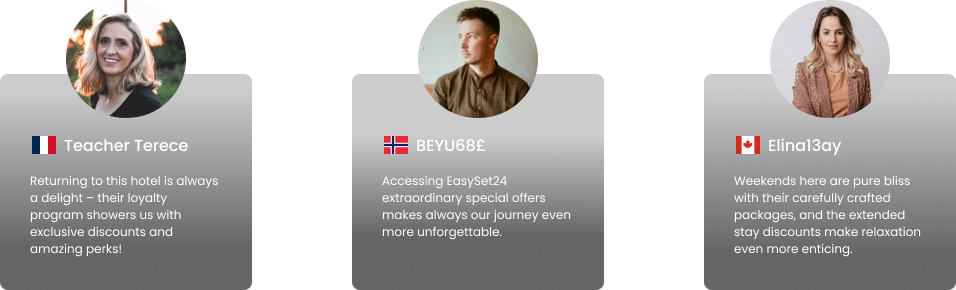 Teacher Terece
Returning to this hotel is always
a delight – their loyalty
program showers us with
exclusive discounts and
amazing perks!
BEYU68£
Accessing EasySet24
extraordinary special offers
makes always our journey even
more unforgettable.
Elina13ay
Weekends here are pure bliss
with their carefully crafted
packages, and the extended
stay discounts make relaxation
even more enticing.